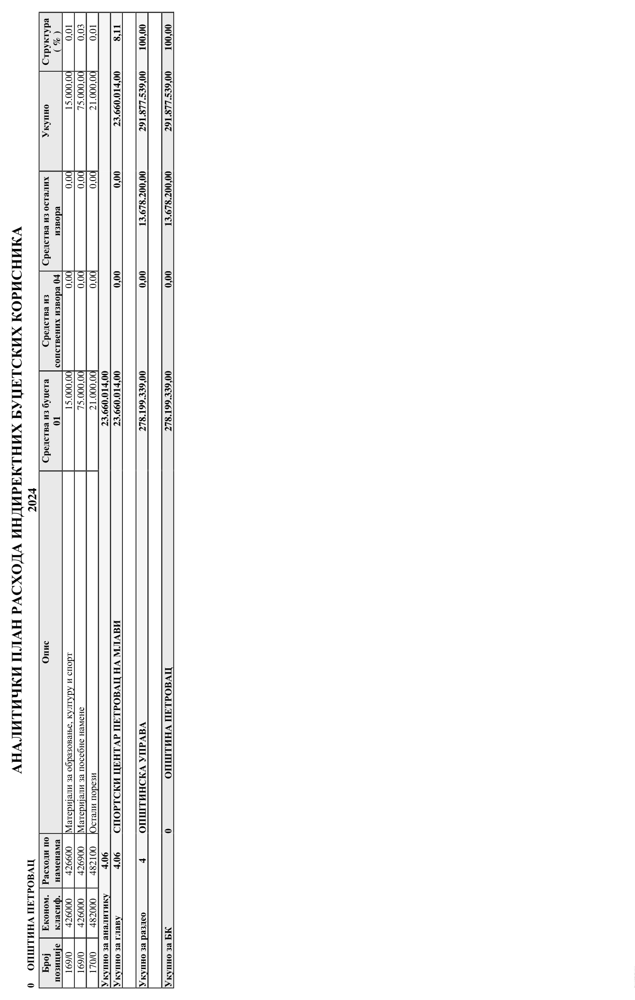 АНАЛИТИЧКИ ПЛАН РАСХОДА ИНДИРЕКТНИХ БУЏЕТСКИХ КОРИСНИКА
2024
0 ОПШТИНА ПЕТРОВАЦ
Број позиције Економ. класиф. Расходи по наменама Опис Средства из буџета 01 Средства из сопствених извора 04 Средства из осталих извора Укупно Структура ( % )
169/0 426000 426600 Материјали за образовање, културу и спорт 15.000,00 0,00 0,00 15.000,00 0,01
169/0 426000 426900 Материјали за посебне намене 75.000,00 0,00 0,00 75.000,00 0,03
170/0 482000 482100 Остали порези 21.000,00 0,00 0,00 21.000,00 0,01
Укупно за аналитику 4.06 23.660.014,00
Укупно за главу 4.06 СПОРТСКИ ЦЕНТАР ПЕТРОВАЦ НА МЛАВИ 23.660.014,00 0,00 0,00 23.660.014,00 8,11
Укупно за раздео 4 ОПШТИНСКА УПРАВА 278.199.339,00 0,00 13.678.200,00 291.877.539,00 100,00
Укупно за БК 0 ОПШТИНА ПЕТРОВАЦ 278.199.339,00 0,00 13.678.200,00 291.877.539,00 100,00